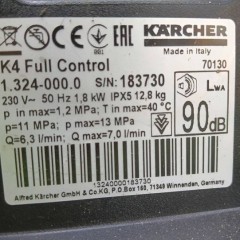 KÄRCHER
Made in Italy
K4 Full Control
70130
1.324-000.0 S/N: 183730
230 V~ 50 Hz 1,8 kW IPX5 12,8 kg
p in max=1,2 MPa; T in max=40 °C
p=11 MPa p max=13 MPa
Q=6,3 l/min; Q max=7,0 l/min;
LWA
90dB
13240000183730
Alfred Kärcher GmbH & Co.KG, P.O.Box 160, 71349 Winnenden, Germany